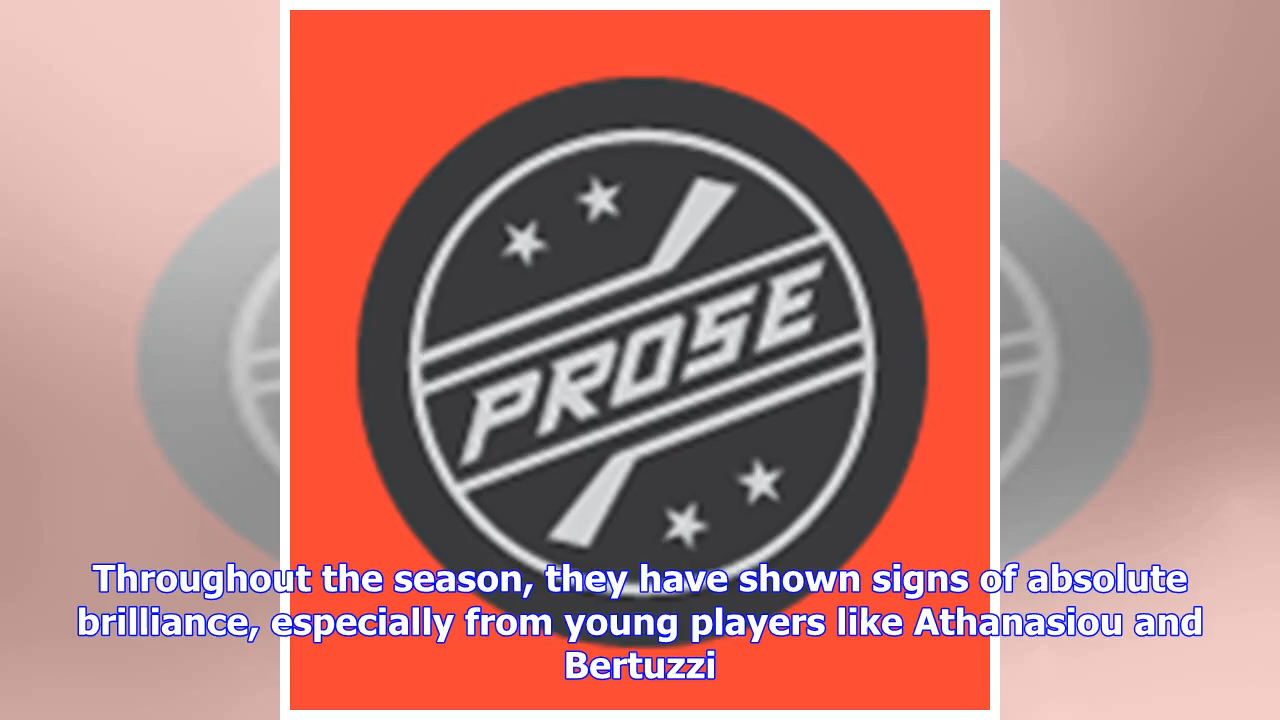 PROSE
Throughout the season, they have shown signs of absolute
brilliance, especially from young players like Athanasiou and
Bertuzzi